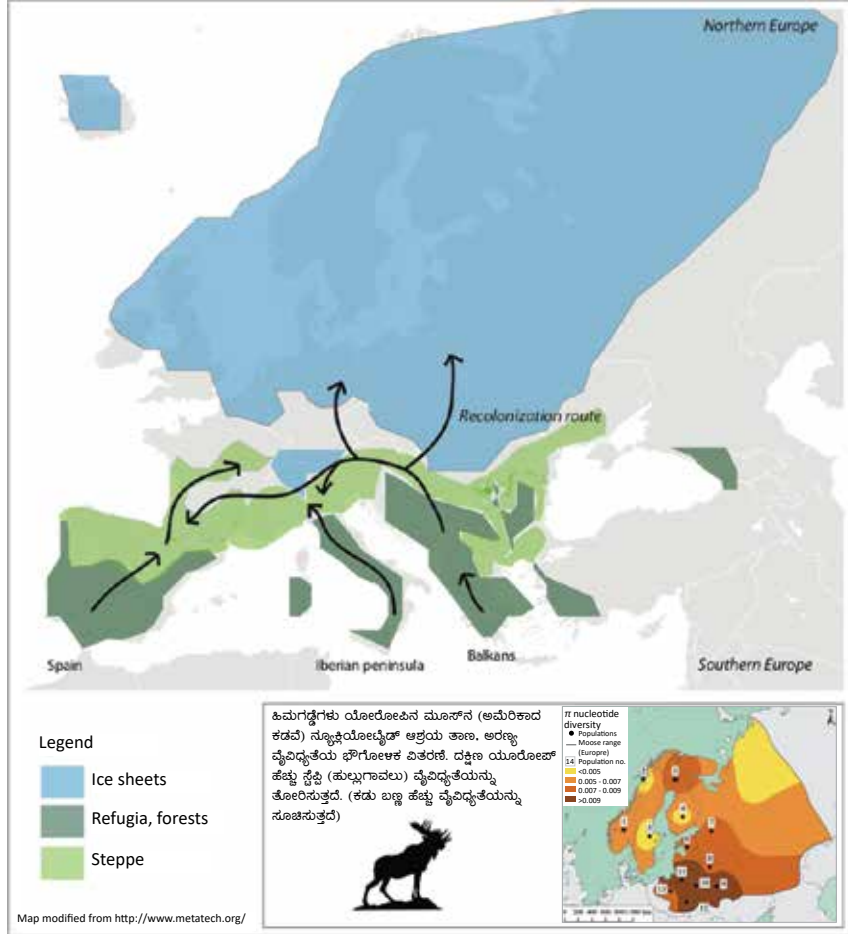 Northern Europe
Recolonization route
Spain
Iberian peninsula
Balkans
Southern Europe
Legend
Ice sheets
Refugia, forests
Steppe
Map modified from http://www.metatech.org/
ಹಿಮಗಡ್ಡೆಗಳು ಯೋರೋಪಿನ ಮೂಸ್‌ನ (ಅಮೆರಿಕಾದ
ಕಡವೆ) ನ್ಯೂಕ್ಲಿಯೋಟೈಡ್ ಆಶ್ರಯ ತಾಣ, ಅರಣ್ಯ
ವೈವಿಧ್ಯತೆಯ ಭೌಗೋಳಿಕ ವಿತರಣೆ. ದಕ್ಷಿಣ ಯೂರೋಪ್
ಹೆಚ್ಚು ಸ್ಟೆಪ್ಪಿ (ಹುಲ್ಲುಗಾವಲು) ವೈವಿಧ್ಯತೆಯನ್ನು
ತೋರಿಸುತ್ತದೆ. (ಕಡು ಬಣ್ಣ ಹೆಚ್ಚು ವೈವಿಧ್ಯತೆಯನ್ನು
ಸೂಚಿಸುತ್ತದೆ)
π nucleotide
diversity
Populations
Moose range
(Europre)
14 Population no.
<0.005
0.005 - 0.007
0.007 - 0.009
>0.009